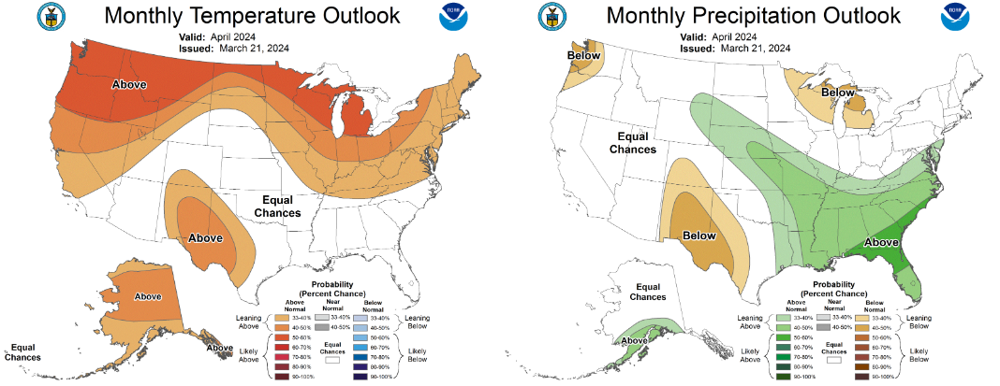 Monthly Temperature Outlook
Valid: April 2024
Issued: March 21, 2024
NOAA
Above
Equal
Chances
Above
Above
Above
Equal
Chances
Probability
(Percent Chance)
Above
Normal
Near
Normal
Below
Normal
Leaning
Above
33-40%
33-40%
33-40%
Leaning
Below
40-50%
40-50%
40-50%
50-60%
50-60%
60-70%
Equal
Chances
60-70%
Likely
Above
70-80%
70-80%
Likely
Below
80-90%
80-90%
90-100%
90-100%
Monthly Precipitation Outlook
Valid: April 2024
Issued: March 21, 2024
NOAA
Below
Below
Equal
Chances
Below
Above
Equal
Chances
Above
Probability
(Percent Chance)
Above
Normal
Near
Normal
Below
Normal
Leaning
Above
33-40%
33-40%
33-40%
Leaning
Below
40-50%
40-50%
40-50%
50-60%
50-60%
60-70%
Equal
Chances
60-70%
Likely
Above
70-80%
70-80%
Likely
Below
80-90%
80-90%
90-100%
90-100%